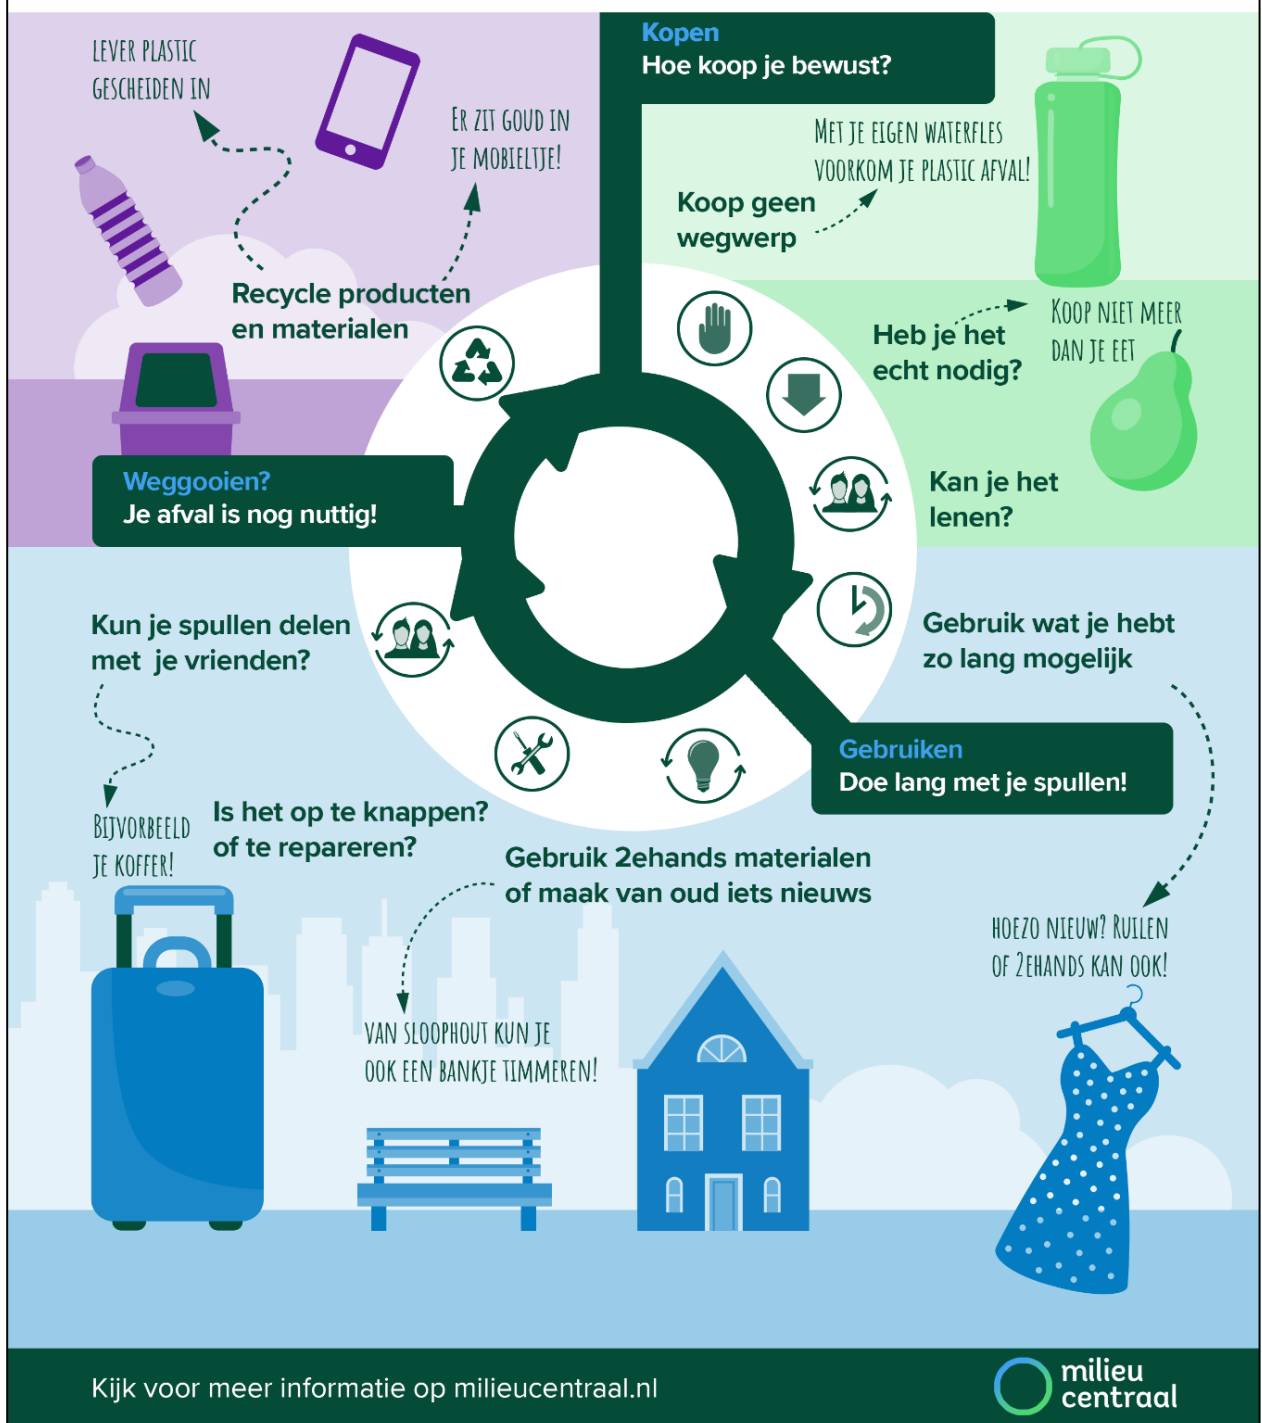 Kopen
Hoe koop je bewust?
LEVER PLASTIC
GESCHEIDEN IN
ER ZIT GOUD IN
JE MOBIELTJE!
MET JE EIGEN WATERFLES
VOORKOM JE PLASTIC AFVAL!
Koop geen
wegwerp
Recycle producten
en materialen
Heb je het
echt nodig?
KOOP NIET MEER
DAN JE EET
Weggooien?
Je afval is nog nuttig!
Kan je het
lenen?
Kun je spullen delen
met je vrienden?
Gebruik wat je hebt
zo lang mogelijk
Gebruiken
Doe lang met je spullen!
BIJVORBEELD
JE KOFFER!
Is het op te knappen?
of te repareren?
Gebruik 2ehands materialen
of maak van oud iets nieuws
HOEZO NIEUW? RUILEN
OF 2EHANDS KAN OOK!
VAN SLOOPHOUT KUN JE
OOK EEN BANKJE TIMMEREN!
Kijk voor meer informatie op milieucentraal.nl
milieu
centraal